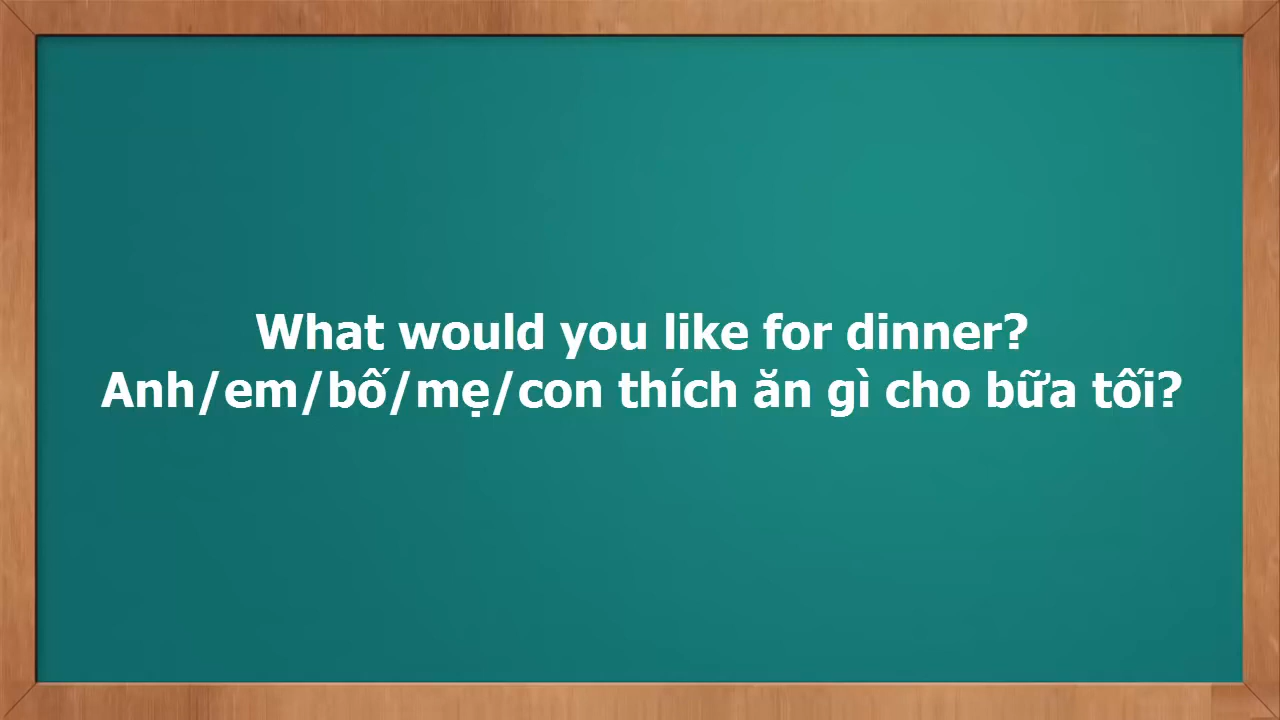 What would you like for dinner?
Anh/em/bố/mẹ/con thích ăn gì cho bữa tối?